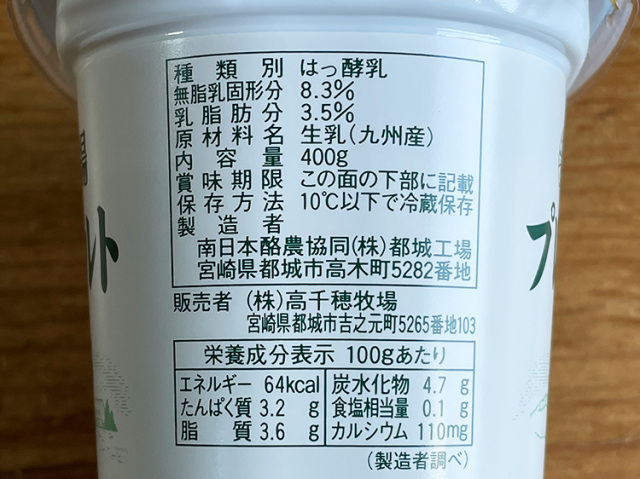 種類別 はっ酵乳
無脂乳固形分 8.3%
乳脂肪分 3.5%
原材料名 生乳(九州産)
内容量 400g
賞味期限 この面の下部に記載
保存方法 10℃以下で冷蔵保存
製造者
南日本酪農協同(株)都城工場
宮崎県都城市高木町5282番地
販売者 (株)高千穂牧場
宮崎県都城市吉之元町5265番地103
栄養成分表示 100gあたり
エネルギー 64kcal 炭水化物 4.7 g
たんぱく質 3.2 g 食塩相当量 0.1 g
脂質 3.6 g カルシウム 110mg
(製造者調べ)
場
ルト
プ